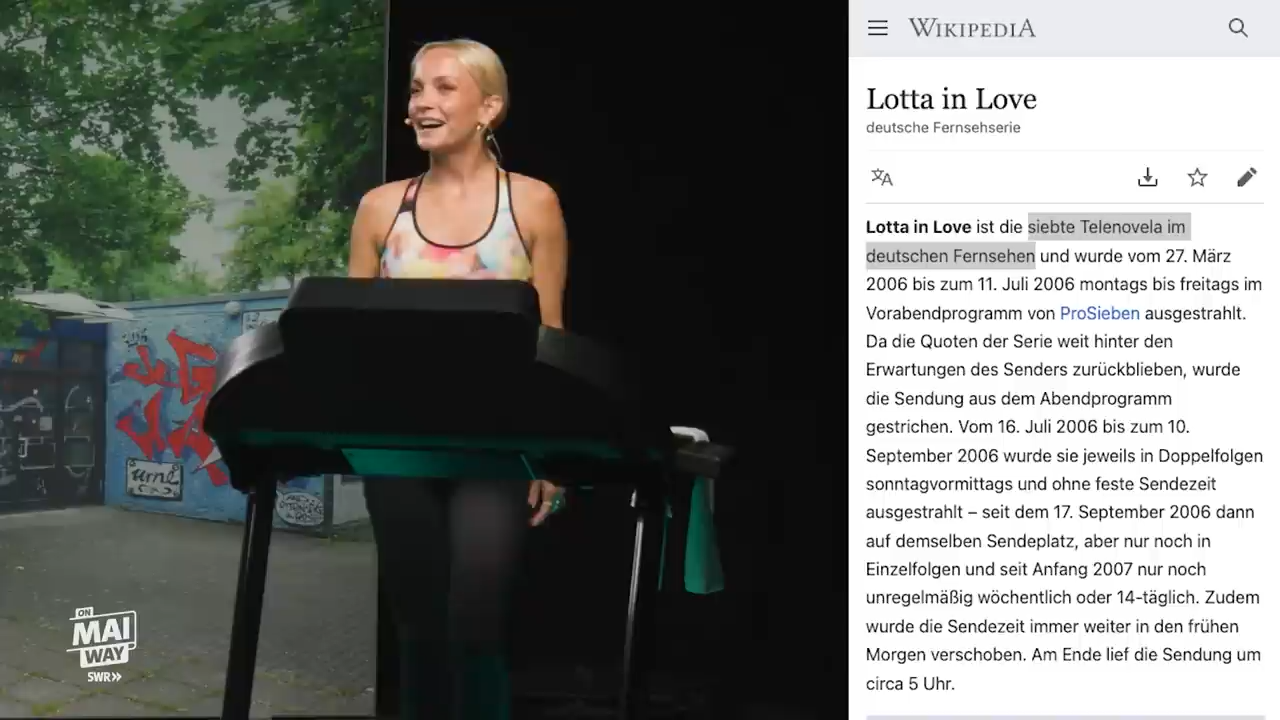 ON
MAI
WAY
SWR»
WIKIPEDIA
Lotta in Love
deutsche Fernsehserie
Lotta in Love ist die siebte Telenovela im
deutschen Fernsehen und wurde vom 27. März
2006 bis zum 11. Juli 2006 montags bis freitags im
Vorabendprogramm von ProSieben ausgestrahlt.
Da die Quoten der Serie weit hinter den
Erwartungen des Senders zurückblieben, wurde
die Sendung aus dem Abendprogramm
gestrichen. Vom 16. Juli 2006 bis zum 10.
September 2006 wurde sie jeweils in Doppelfolgen
sonntagvormittags und ohne feste Sendezeit
ausgestrahlt – seit dem 17. September 2006 dann
auf demselben Sendeplatz, aber nur noch in
Einzelfolgen und seit Anfang 2007 nur noch
unregelmäßig wöchentlich oder 14-täglich. Zudem
wurde die Sendezeit immer weiter in den frühen
Morgen verschoben. Am Ende lief die Sendung um
circa 5 Uhr.